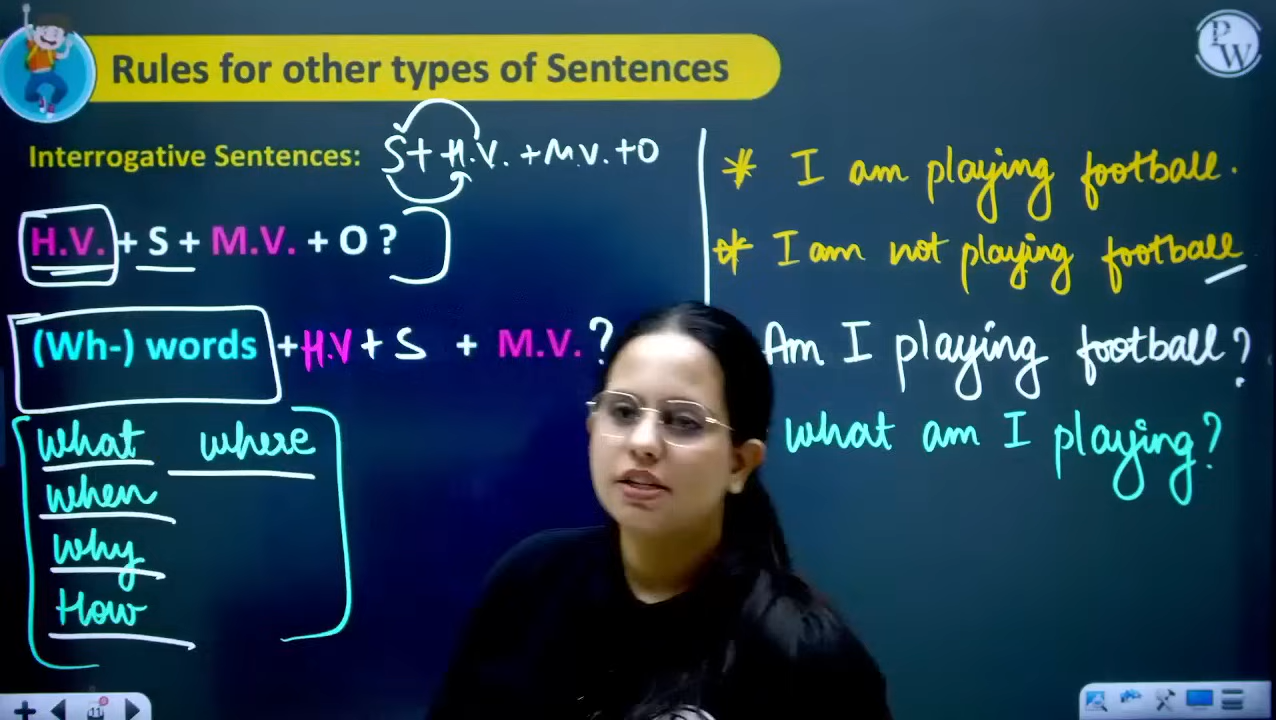 Rules for other types of Sentences
PW
Interrogative Sentences: S+ H.V. +M.V.+O
H.V. + S + M.V. + O ?
(Wh-) words + H.V + S + M.V. ?
what where
when
why
How
* I am playing football.
* I am not playing football
Am I playing football?
what am I playing?
11